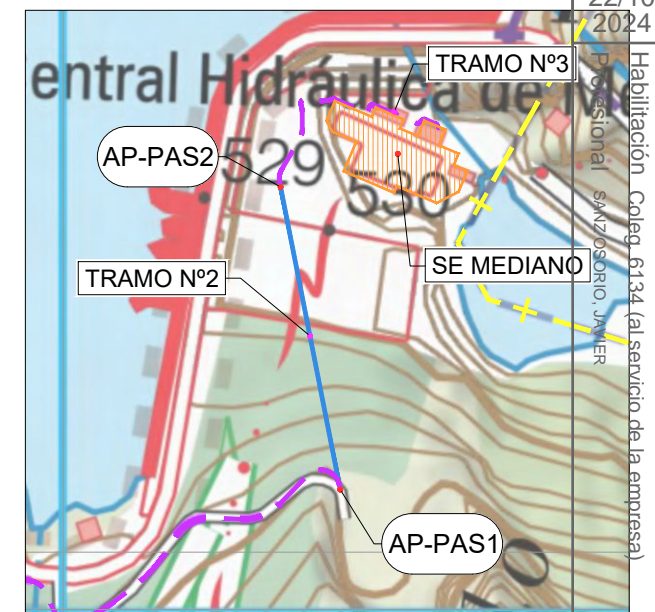 22/10
2024
entral Hidráulica de Me
TRAMO Nº3
AP-PAS2
529
530
SE MEDIANO
TRAMO Nº2
AP-PAS1
Habilitación Coleg. 6134 (al servicio de la empresa)
Profesional SANZ OSORIO, JAVIER